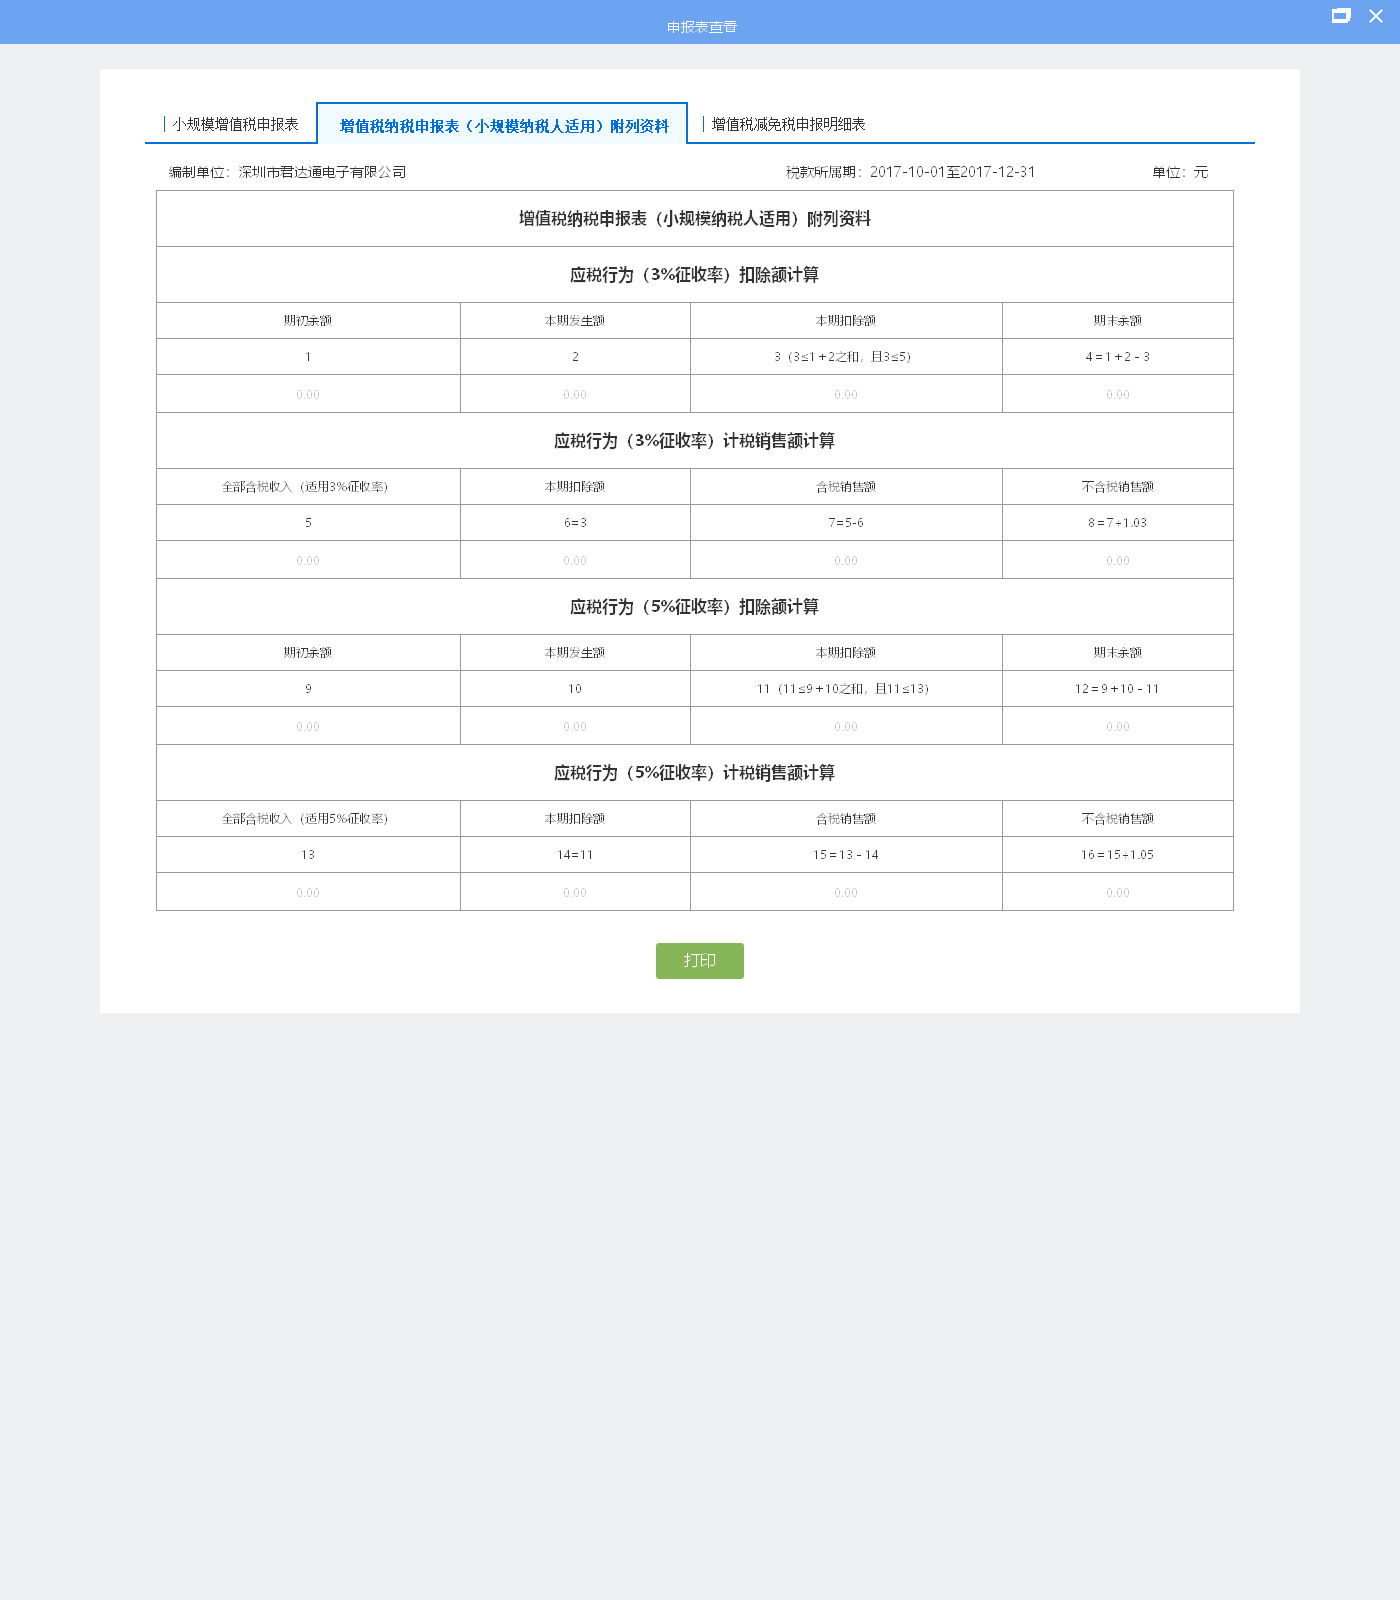 申报表查看
小规模增值税申报表 增值税纳税申报表（小规模纳税人适用）附列资料 增值税减免税申报明细表
编制单位：深圳市君达通电子有限公司 税款所属期：2017-10-01至2017-12-31 单位：元
增值税纳税申报表（小规模纳税人适用）附列资料
应税行为（3%征收率）扣除额计算
期初余额 本期发生额 本期扣除额 期末余额
1 2 3（3≤1+2之和，且3≤5） 4=1+2-3
0.00 0.00 0.00 0.00
应税行为（3%征收率）计税销售额计算
全部含税收入（适用3%征收率） 本期扣除额 含税销售额 不含税销售额
5 6=3 7=5-6 8=7÷1.03
0.00 0.00 0.00 0.00
应税行为（5%征收率）扣除额计算
期初余额 本期发生额 本期扣除额 期末余额
9 10 11（11≤9+10之和，且11≤13） 12=9+10-11
0.00 0.00 0.00 0.00
应税行为（5%征收率）计税销售额计算
全部含税收入（适用5%征收率） 本期扣除额 含税销售额 不含税销售额
13 14=11 15=13-14 16=15÷1.05
0.00 0.00 0.00 0.00
打印